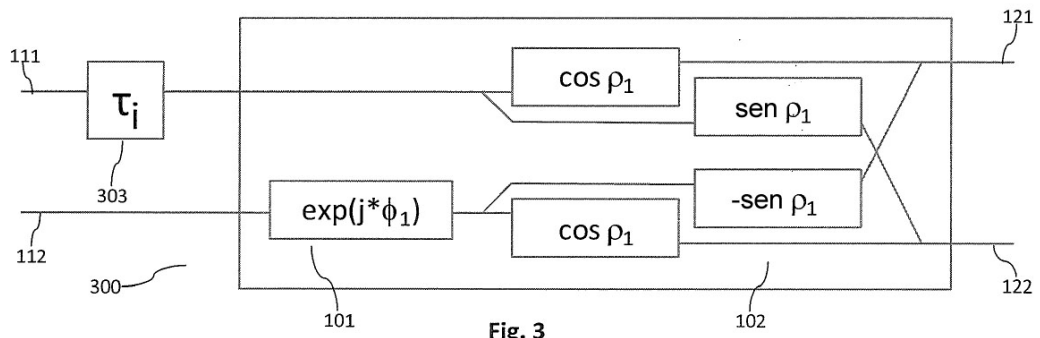 111
τi
303
112
300
exp(j*ϕ1)
101
cos ρ1
sen ρ1
-sen ρ1
cos ρ1
102
121
122
Fig. 3